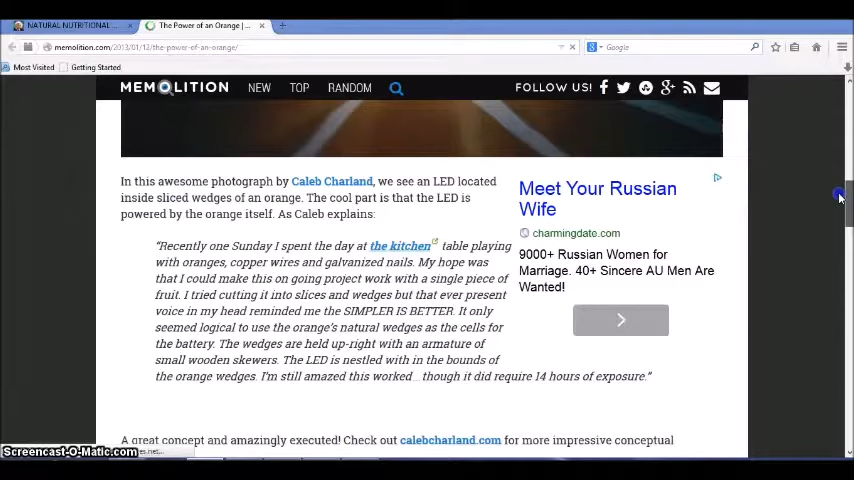 NATURAL NUTRITIONAL ...
The Power of an Orange | ...
memolition.com/2013/01/12/the-power-of-an-orange/
Google
Most Visited
Getting Started
MEMOLITION NEW TOP RANDOM FOLLOW US!
In this awesome photograph by Caleb Charland, we see an LED located
inside sliced wedges of an orange. The cool part is that the LED is
powered by the orange itself. As Caleb explains:
“Recently one Sunday I spent the day at the kitchen table playing
with oranges, copper wires and galvanized nails. My hope was
that I could make this on going project work with a single piece of
fruit. I tried cutting it into slices and wedges but that ever present
voice in my head reminded me the SIMPLER IS BETTER. It only
seemed logical to use the orange’s natural wedges as the cells for
the battery. The wedges are held up-right with an armature of
small wooden skewers. The LED is nestled with in the bounds of
the orange wedges. I’m still amazed this worked... though it did require 14 hours of exposure.”
Meet Your Russian
Wife
charmingdate.com
9000+ Russian Women for
Marriage. 40+ Sincere AU Men Are
Wanted!
A great concept and amazingly executed! Check out calebcharland.com for more impressive conceptual
Screencast-O-Matic.com